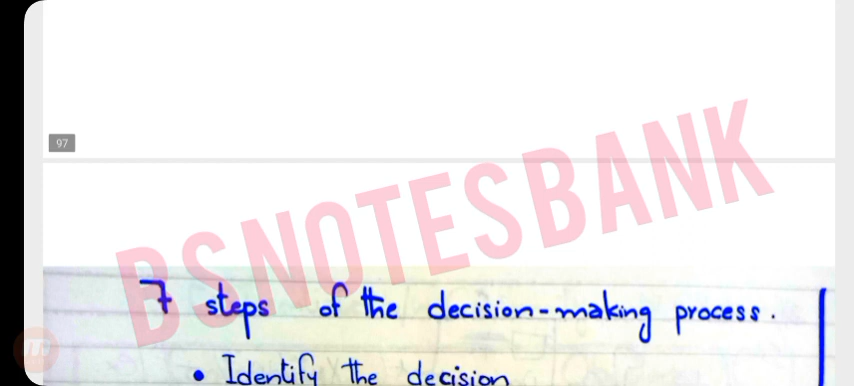 97
BSNOTESBANK
7 steps of the decision-making process.
• Identify the decision